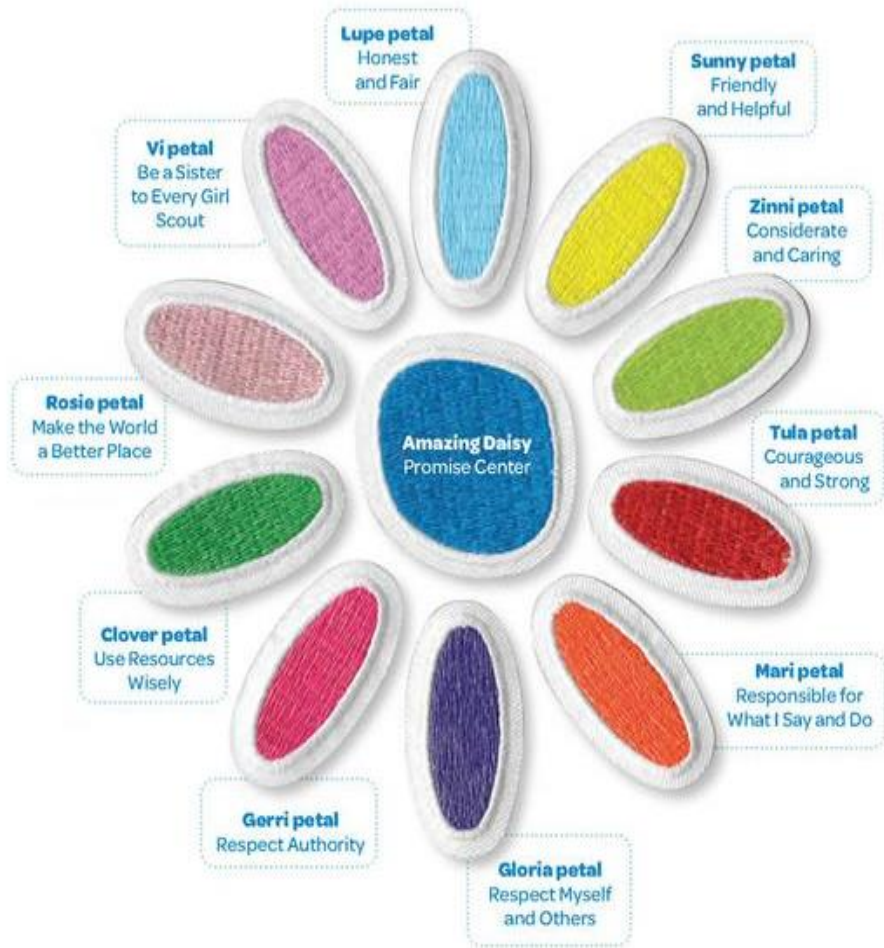 Lupe petal
Honest
and Fair
Sunny petal
Friendly
and Helpful
Zinni petal
Considerate
and Caring
Tula petal
Courageous
and Strong
Mari petal
Responsible for
What I Say and Do
Gloria petal
Respect Myself
and Others
Gerri petal
Respect Authority
Clover petal
Use Resources
Wisely
Rosie petal
Make the World
a Better Place
Vi petal
Be a Sister
to Every Girl
Scout
Amazing Daisy
Promise Center